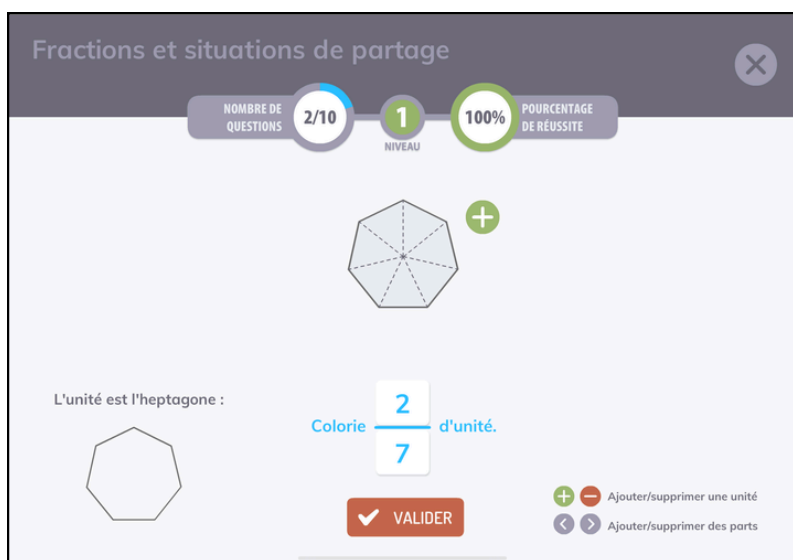 Fractions et situations de partage
NOMBRE DE
QUESTIONS
2/10
1
NIVEAU
100%
POURCENTAGE
DE RÉUSSITE
L'unité est l'heptagone :
Colorie 2/7 d'unité.
VALIDER
Ajouter/supprimer une unité
Ajouter/supprimer des parts